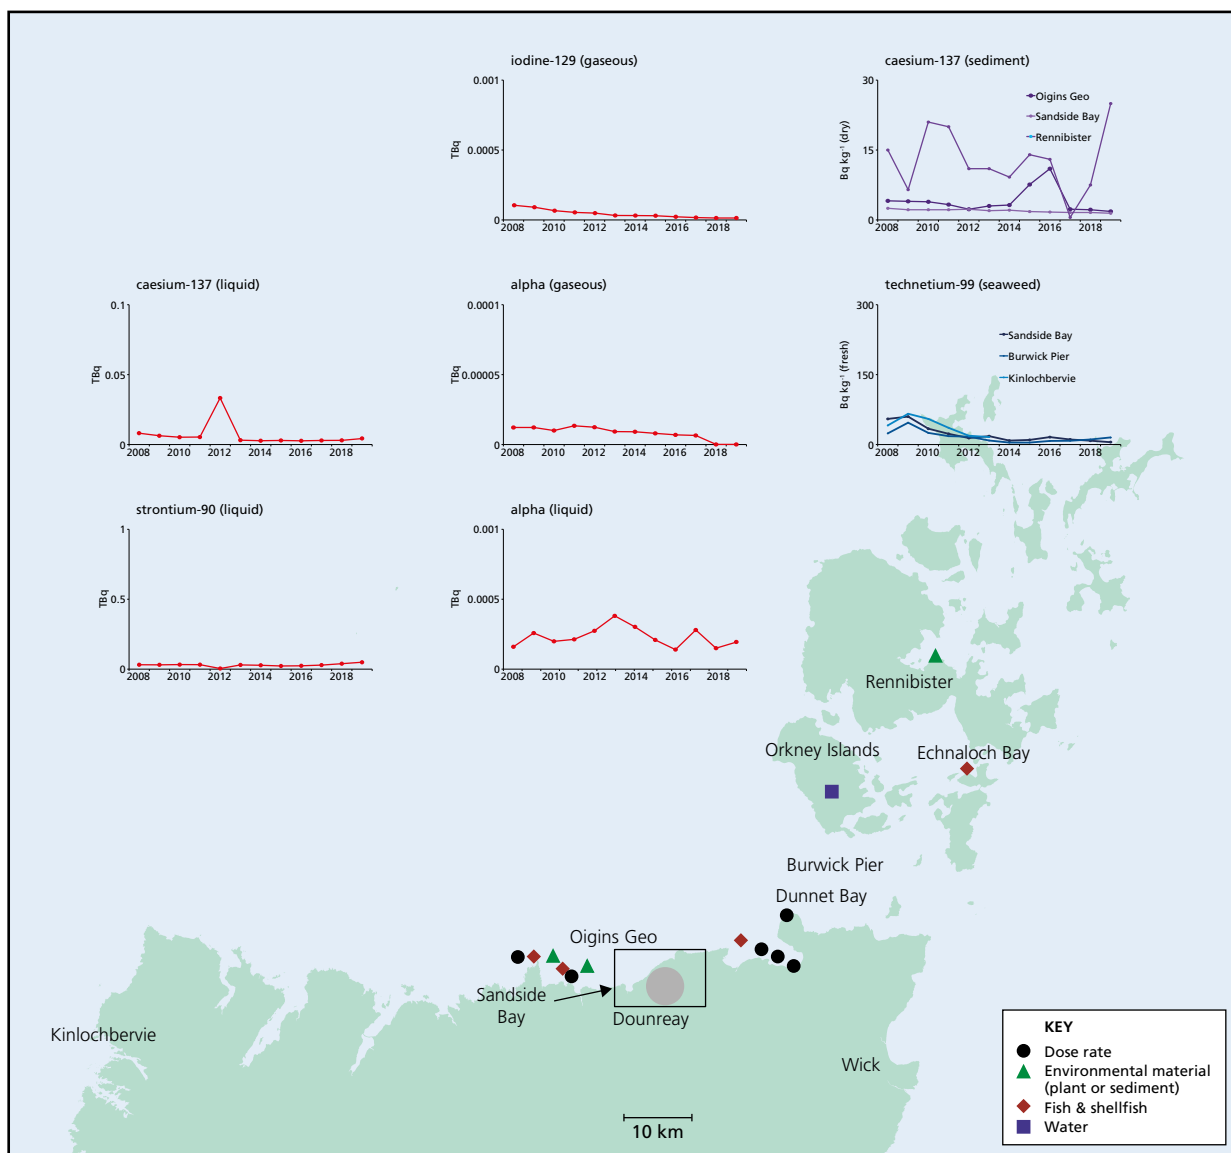 iodine-129 (gaseous)
0.001
0.0005
0
TBq
2008 2010 2012 2014 2016 2018
caesium-137 (sediment)
30
15
0
Bq kg⁻¹ (dry)
Oigins Geo
Sandside Bay
Rennibister
2008 2010 2012 2014 2016 2018
caesium-137 (liquid)
0.1
0.05
0
TBq
2008 2010 2012 2014 2016 2018
alpha (gaseous)
0.0001
0.00005
0
TBq
2008 2010 2012 2014 2016 2018
technetium-99 (seaweed)
300
150
0
Bq kg⁻¹ (fresh)
Sandside Bay
Burwick Pier
Kinlochbervie
2008 2010 2012 2014 2016 2018
strontium-90 (liquid)
1
0.5
0
TBq
2008 2010 2012 2014 2016 2018
alpha (liquid)
0.001
0.0005
0
TBq
2008 2010 2012 2014 2016 2018
Rennibister
Orkney Islands
Echnaloch Bay
Burwick Pier
Dunnet Bay
Oigins Geo
Sandside
Bay
Dounreay
Kinlochbervie
Wick
10 km
KEY
Dose rate
Environmental material
(plant or sediment)
Fish & shellfish
Water